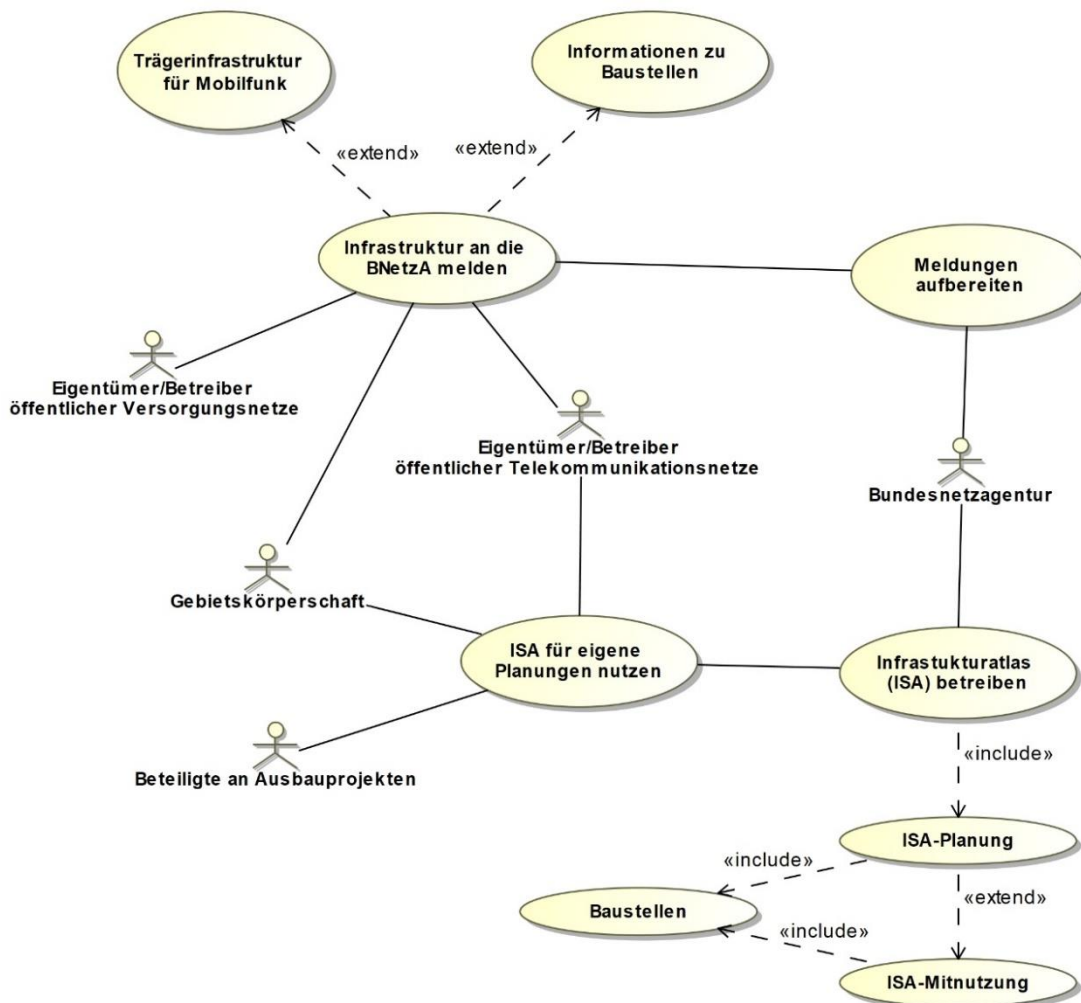 Trägerinfrastruktur
für Mobilfunk
Informationen zu
Baustellen
«extend»
«extend»
Infrastruktur an die
BNetzA melden
Meldungen
aufbereiten
Eigentümer/Betreiber
öffentlicher Versorgungsnetze
Eigentümer/Betreiber
öffentlicher Telekommunikationsnetze
Bundesnetzagentur
Gebietskörperschaft
ISA für eigene
Planungen nutzen
Infrastukturatlas
(ISA) betreiben
Beteiligte an Ausbauprojekten
«include»
ISA-Planung
«include»
«extend»
Baustellen
«include»
ISA-Mitnutzung